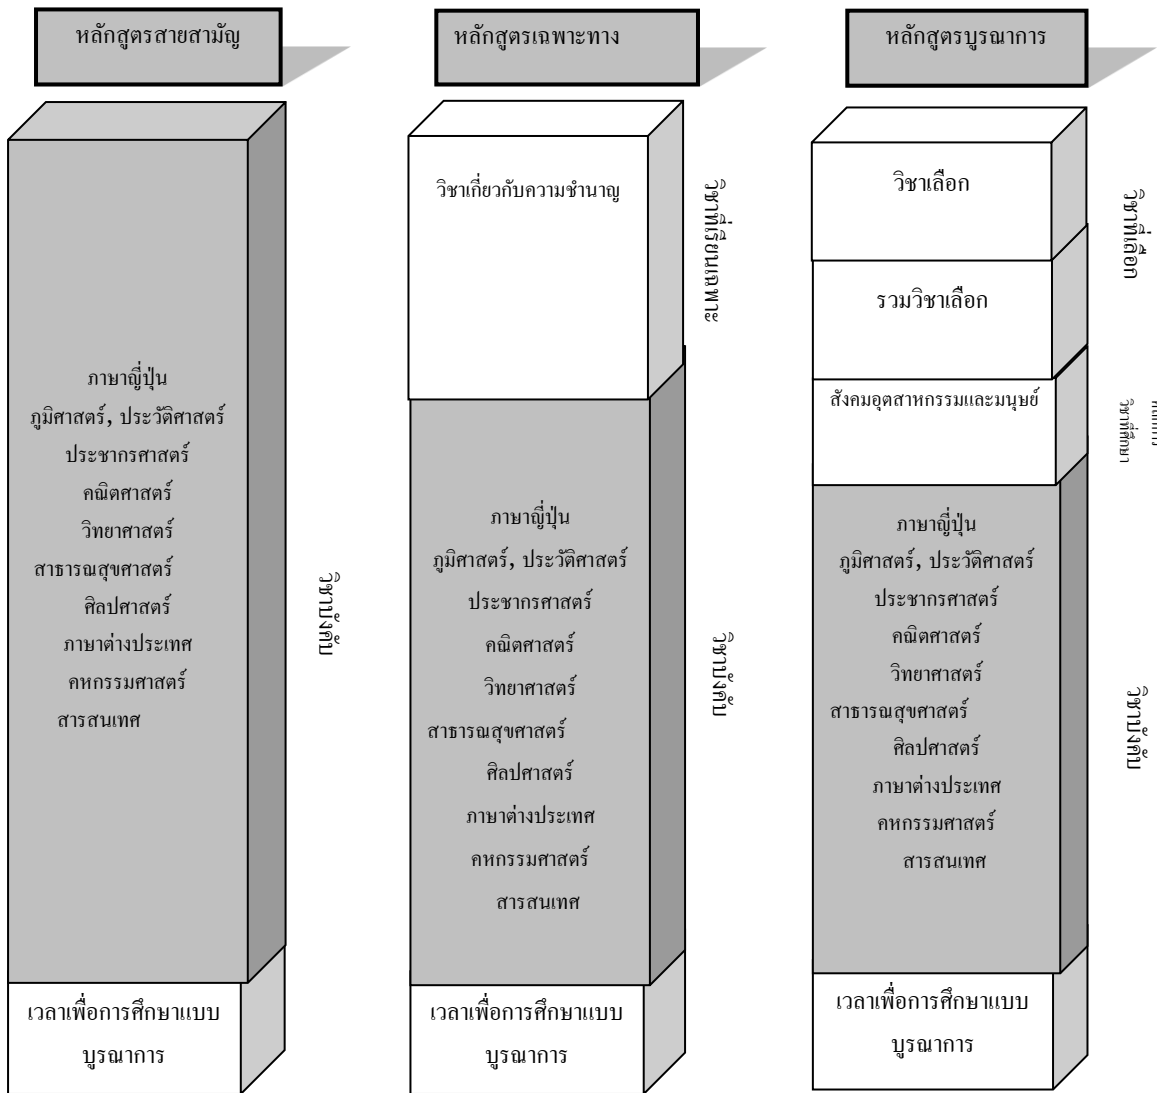 หลักสูตรสายสามัญ
ภาษาญี่ปุ่น
ภูมิศาสตร์, ประวัติศาสตร์
ประชากรศาสตร์
คณิตศาสตร์
วิทยาศาสตร์
สาธารณสุขศาสตร์
ศิลปศาสตร์
ภาษาต่างประเทศ
คหกรรมศาสตร์
สารสนเทศ
วิชาบังคับ
เวลาเพื่อการศึกษาแบบ
บูรณาการ
หลักสูตรเฉพาะทาง
วิชาเกี่ยวกับความชำนาญ
วิชาที่เรียนเฉพาะ
ภาษาญี่ปุ่น
ภูมิศาสตร์, ประวัติศาสตร์
ประชากรศาสตร์
คณิตศาสตร์
วิทยาศาสตร์
สาธารณสุขศาสตร์
ศิลปศาสตร์
ภาษาต่างประเทศ
คหกรรมศาสตร์
สารสนเทศ
วิชาบังคับ
เวลาเพื่อการศึกษาแบบ
บูรณาการ
หลักสูตรบูรณาการ
วิชาเลือก
รวมวิชาเลือก
วิชาที่เลือก
สังคมอุตสาหกรรมและมนุษย์
วิชาที่ศึกษา
ภาษาญี่ปุ่น
ภูมิศาสตร์, ประวัติศาสตร์
ประชากรศาสตร์
คณิตศาสตร์
วิทยาศาสตร์
สาธารณสุขศาสตร์
ศิลปศาสตร์
ภาษาต่างประเทศ
คหกรรมศาสตร์
สารสนเทศ
วิชาบังคับ
เวลาเพื่อการศึกษาแบบ
บูรณาการ